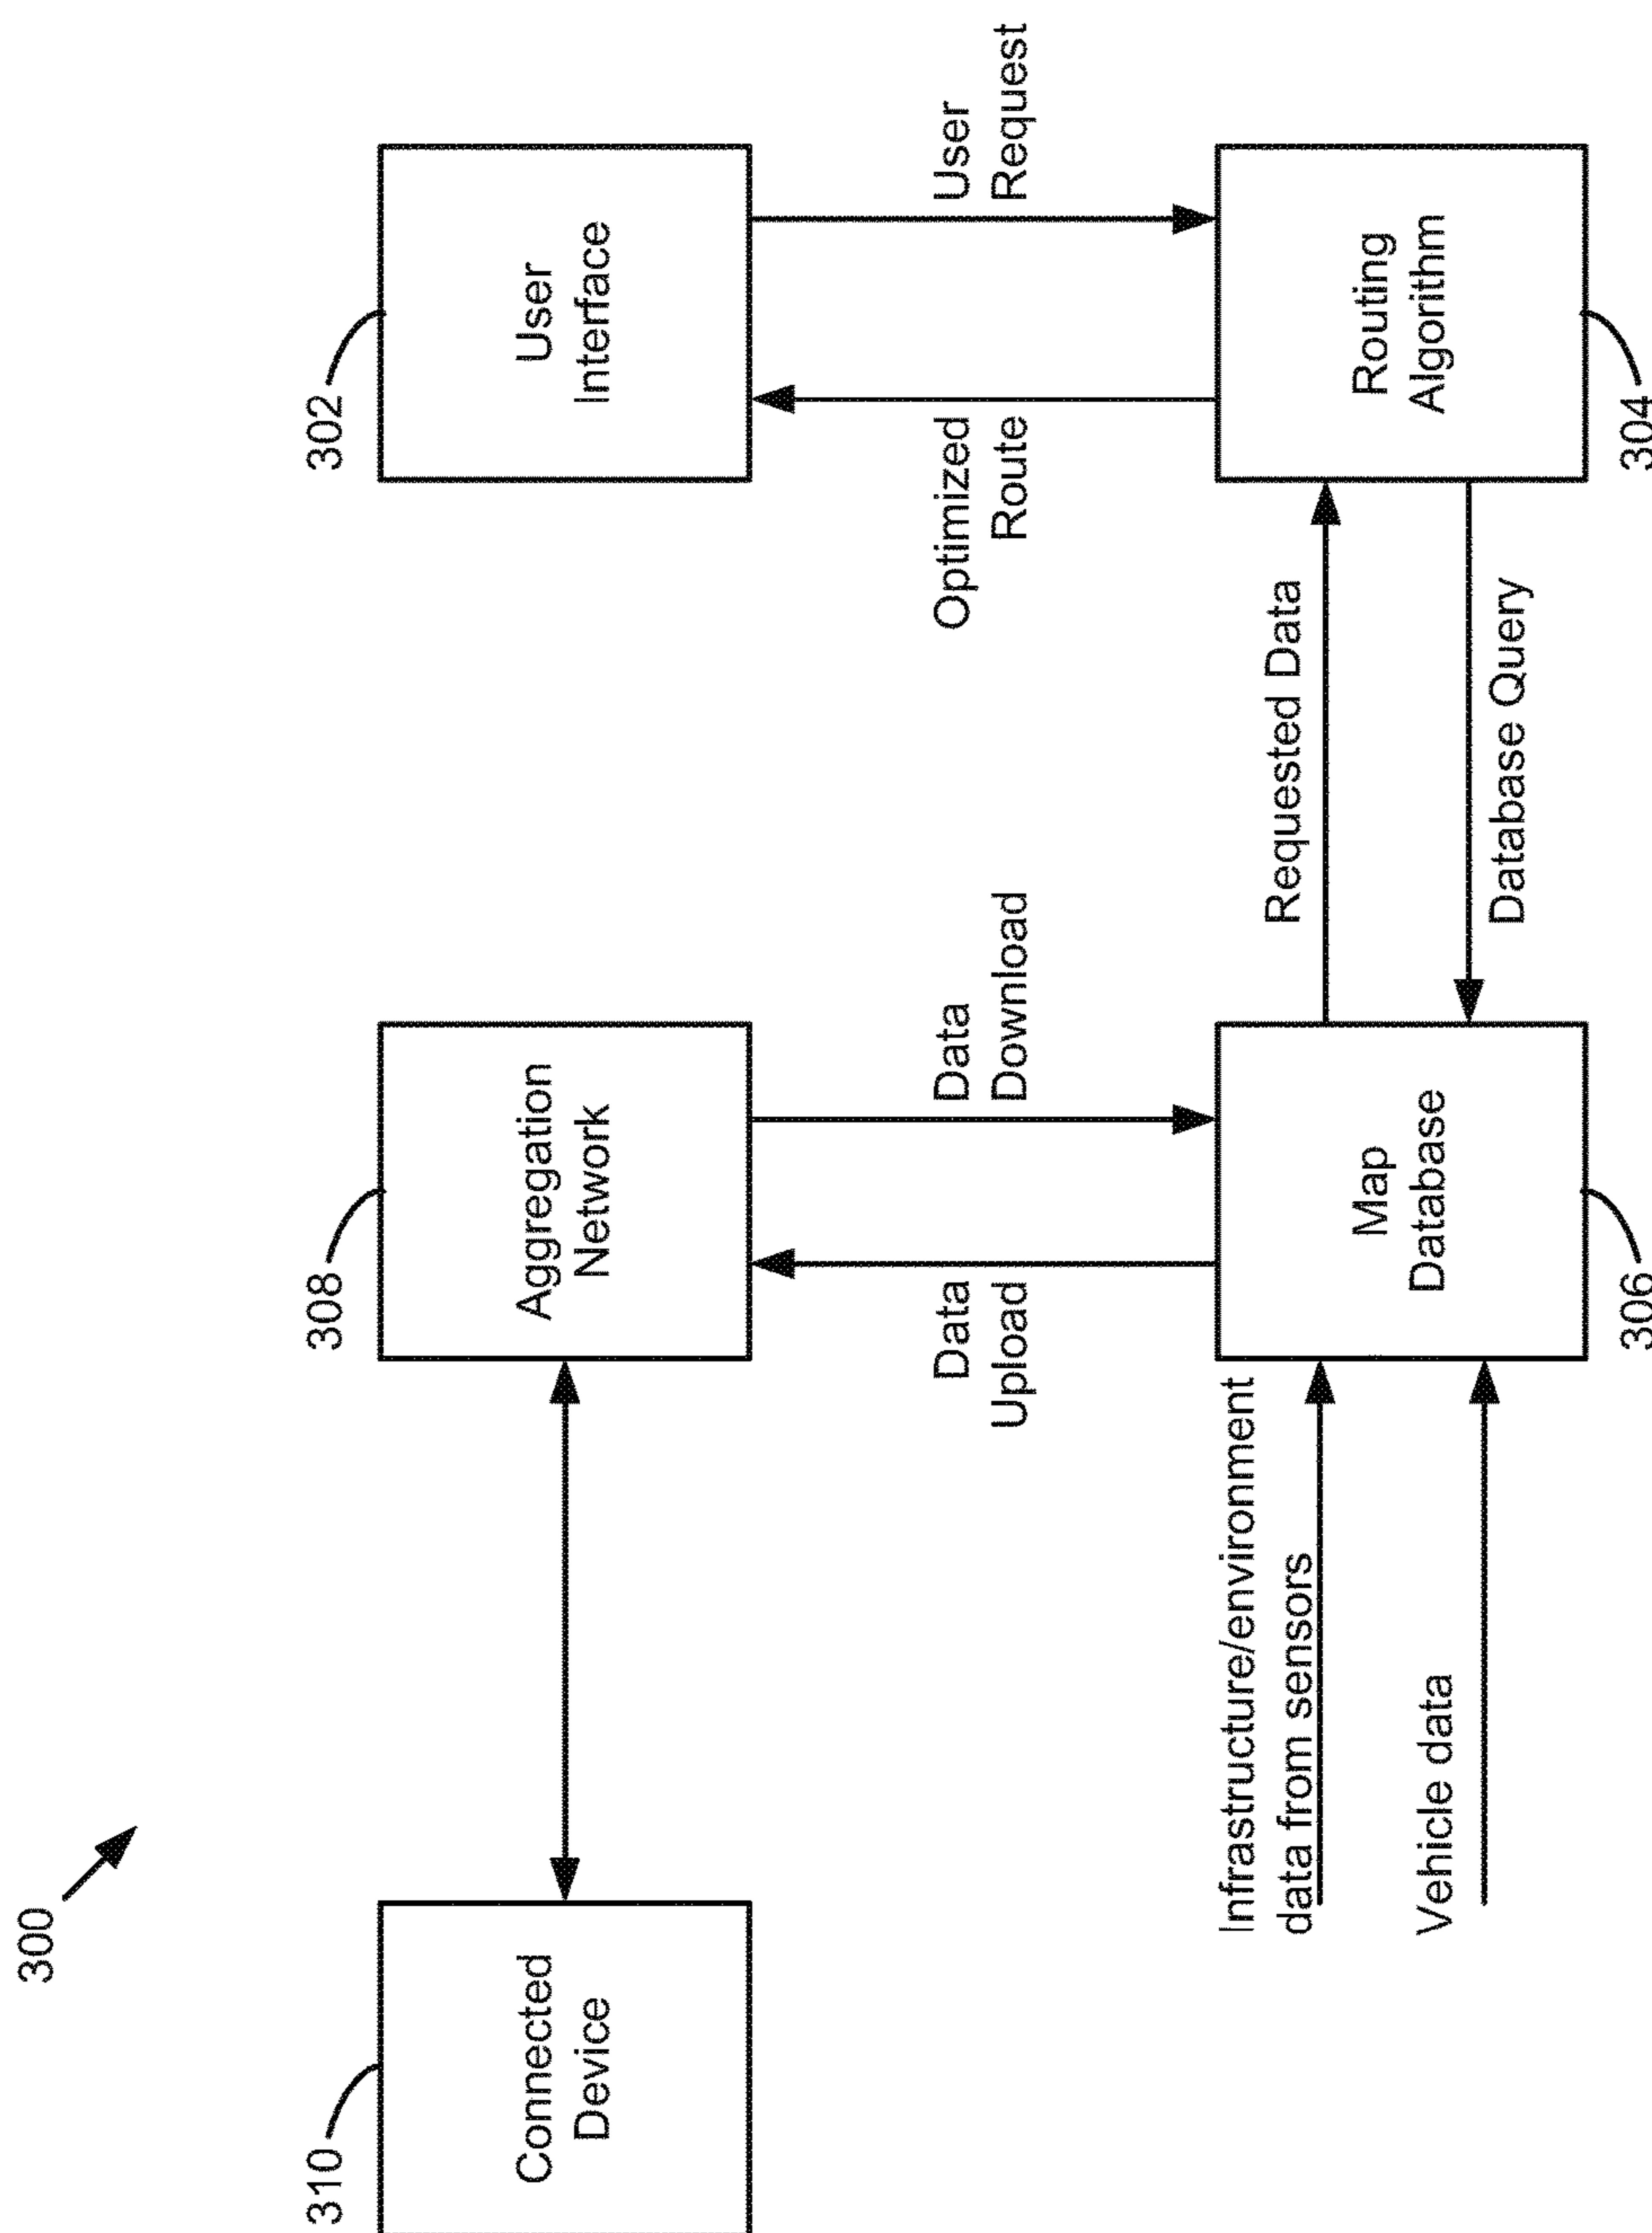 300
310
Connected
Device
308
Aggregation
Network
302
User
Interface
Data
Upload
Data
Download
Optimized
Route
User
Request
Infrastructure/environment
data from sensors
Vehicle data
Map
Database
306
Requested Data
Database Query
Routing
Algorithm
304